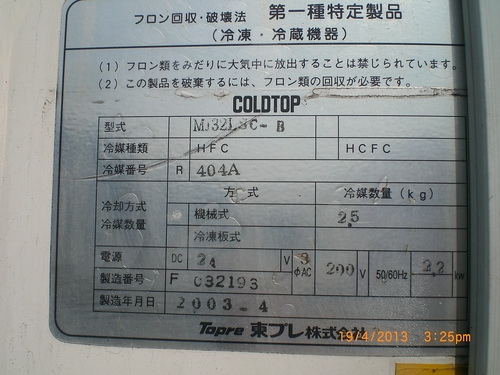 フロン回収・破壊法 第一種特定製品
(冷凍・冷蔵機器)
(1) フロン類をみだりに大気中に放出することは禁じられています。
(2) この製品を破棄するには、フロン類の回収が必要です。
COLDTOP
型式 MJ32LSC-B
冷媒種類 HFC HCFC
冷媒番号 R 404A
冷却方式 冷媒数量 方式 冷媒数量(kg)
機械式 2.5
冷凍板式
電源 DC 24 V 3 φAC 200 V 50/60Hz 2.2 kw
製造番号 F 032193
製造年月日 2003.4
Topre 東プレ株式会社
19/4/2013 3:25pm